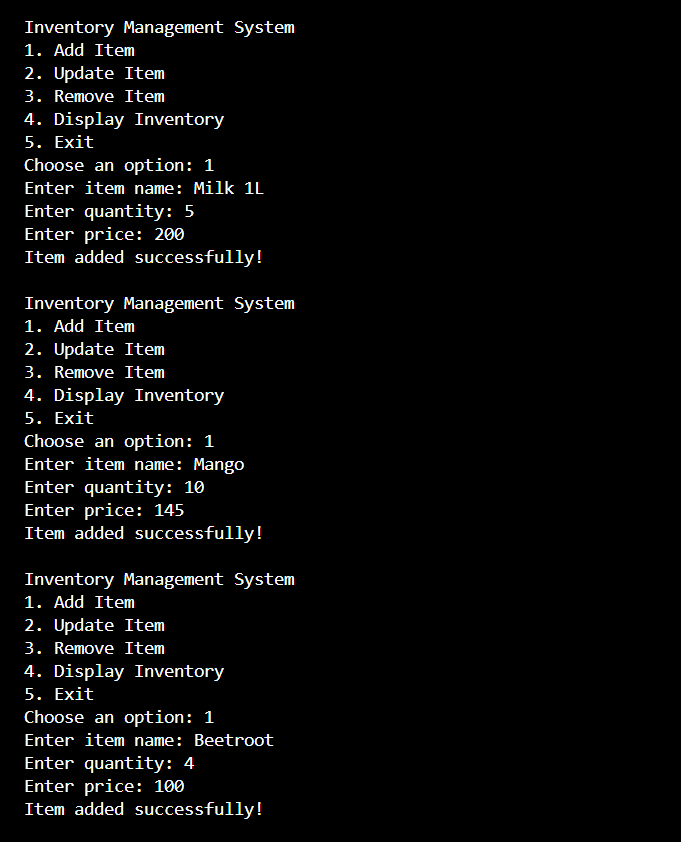 Inventory Management System
1. Add Item
2. Update Item
3. Remove Item
4. Display Inventory
5. Exit
Choose an option: 1
Enter item name: Milk 1L
Enter quantity: 5
Enter price: 200
Item added successfully!

Inventory Management System
1. Add Item
2. Update Item
3. Remove Item
4. Display Inventory
5. Exit
Choose an option: 1
Enter item name: Mango
Enter quantity: 10
Enter price: 145
Item added successfully!

Inventory Management System
1. Add Item
2. Update Item
3. Remove Item
4. Display Inventory
5. Exit
Choose an option: 1
Enter item name: Beetroot
Enter quantity: 4
Enter price: 100
Item added successfully!